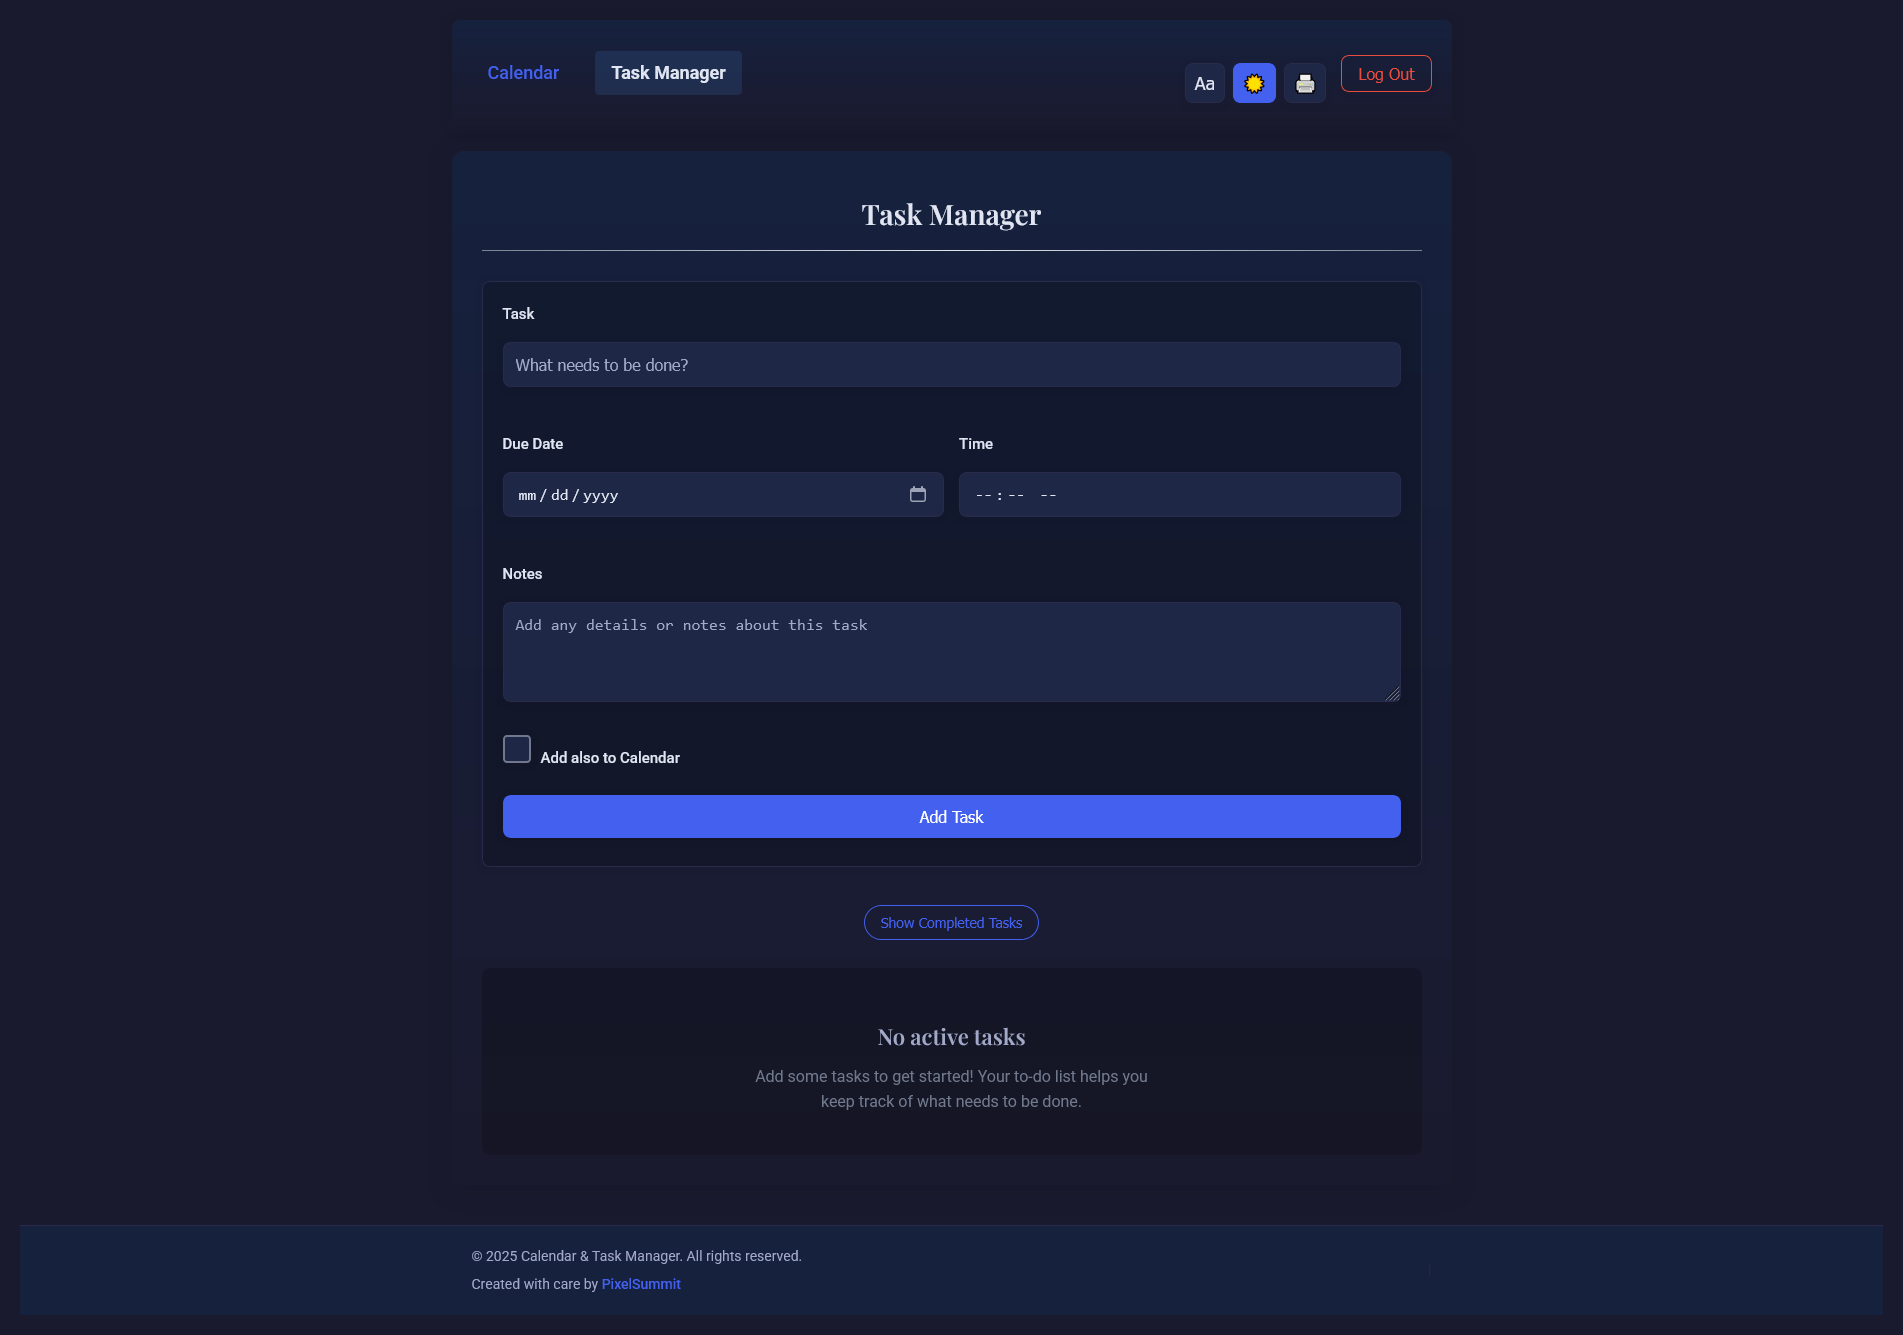 Calendar
Task Manager
Aa
Log Out
Task Manager
Task
What needs to be done?
Due Date
Time
mm/dd/yyyy
--:-- --
Notes
Add any details or notes about this task
Add also to Calendar
Add Task
Show Completed Tasks
No active tasks
Add some tasks to get started! Your to-do list helps you
keep track of what needs to be done.
© 2025 Calendar & Task Manager. All rights reserved.
Created with care by PixelSummit